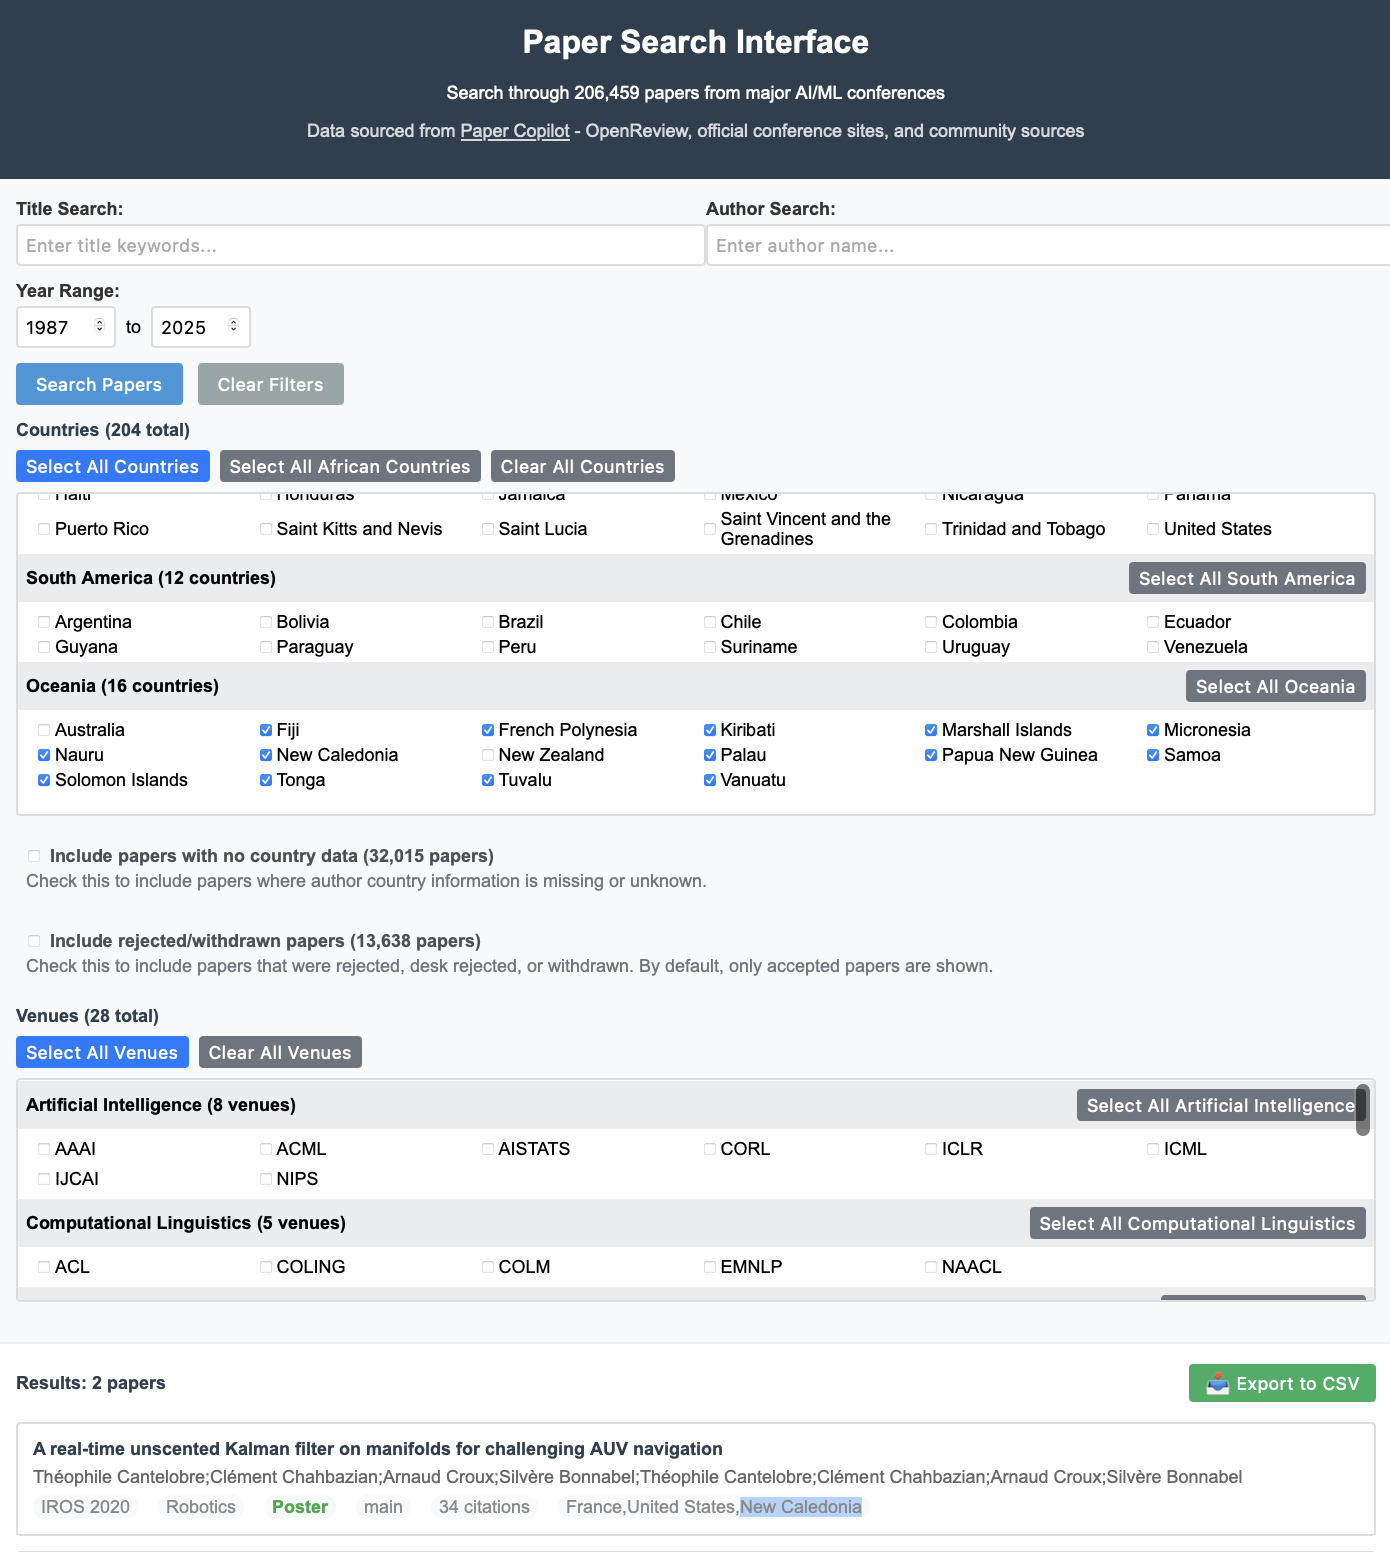 Paper Search Interface
Search through 206,459 papers from major AI/ML conferences
Data sourced from Paper Copilot - OpenReview, official conference sites, and community sources
Title Search:
Author Search:
Enter title keywords...
Enter author name...
Year Range:
1987 to 2025
Search Papers Clear Filters
Countries (204 total)
Select All Countries Select All African Countries Clear All Countries
Haiti Honduras Jamaica Mexico Nicaragua Panama
Puerto Rico Saint Kitts and Nevis Saint Lucia Saint Vincent and the Grenadines Trinidad and Tobago United States
South America (12 countries) Select All South America
Argentina Bolivia Brazil Chile Colombia Ecuador
Guyana Paraguay Peru Suriname Uruguay Venezuela
Oceania (16 countries) Select All Oceania
Australia Fiji French Polynesia Kiribati Marshall Islands Micronesia
Nauru New Caledonia New Zealand Palau Papua New Guinea Samoa
Solomon Islands Tonga Tuvalu Vanuatu
Include papers with no country data (32,015 papers)
Check this to include papers where author country information is missing or unknown.
Include rejected/withdrawn papers (13,638 papers)
Check this to include papers that were rejected, desk rejected, or withdrawn. By default, only accepted papers are shown.
Venues (28 total)
Select All Venues Clear All Venues
Artificial Intelligence (8 venues) Select All Artificial Intelligence
AAAI ACML AISTATS CORL ICLR ICML
IJCAI NIPS
Computational Linguistics (5 venues) Select All Computational Linguistics
ACL COLING COLM EMNLP NAACL
Results: 2 papers Export to CSV
A real-time unscented Kalman filter on manifolds for challenging AUV navigation
Théophile Cantelobre;Clément Chahbazian;Arnaud Croux;Silvère Bonnabel;Théophile Cantelobre;Clément Chahbazian;Arnaud Croux;Silvère Bonnabel
IROS 2020 Robotics Poster main 34 citations France,United States,New Caledonia